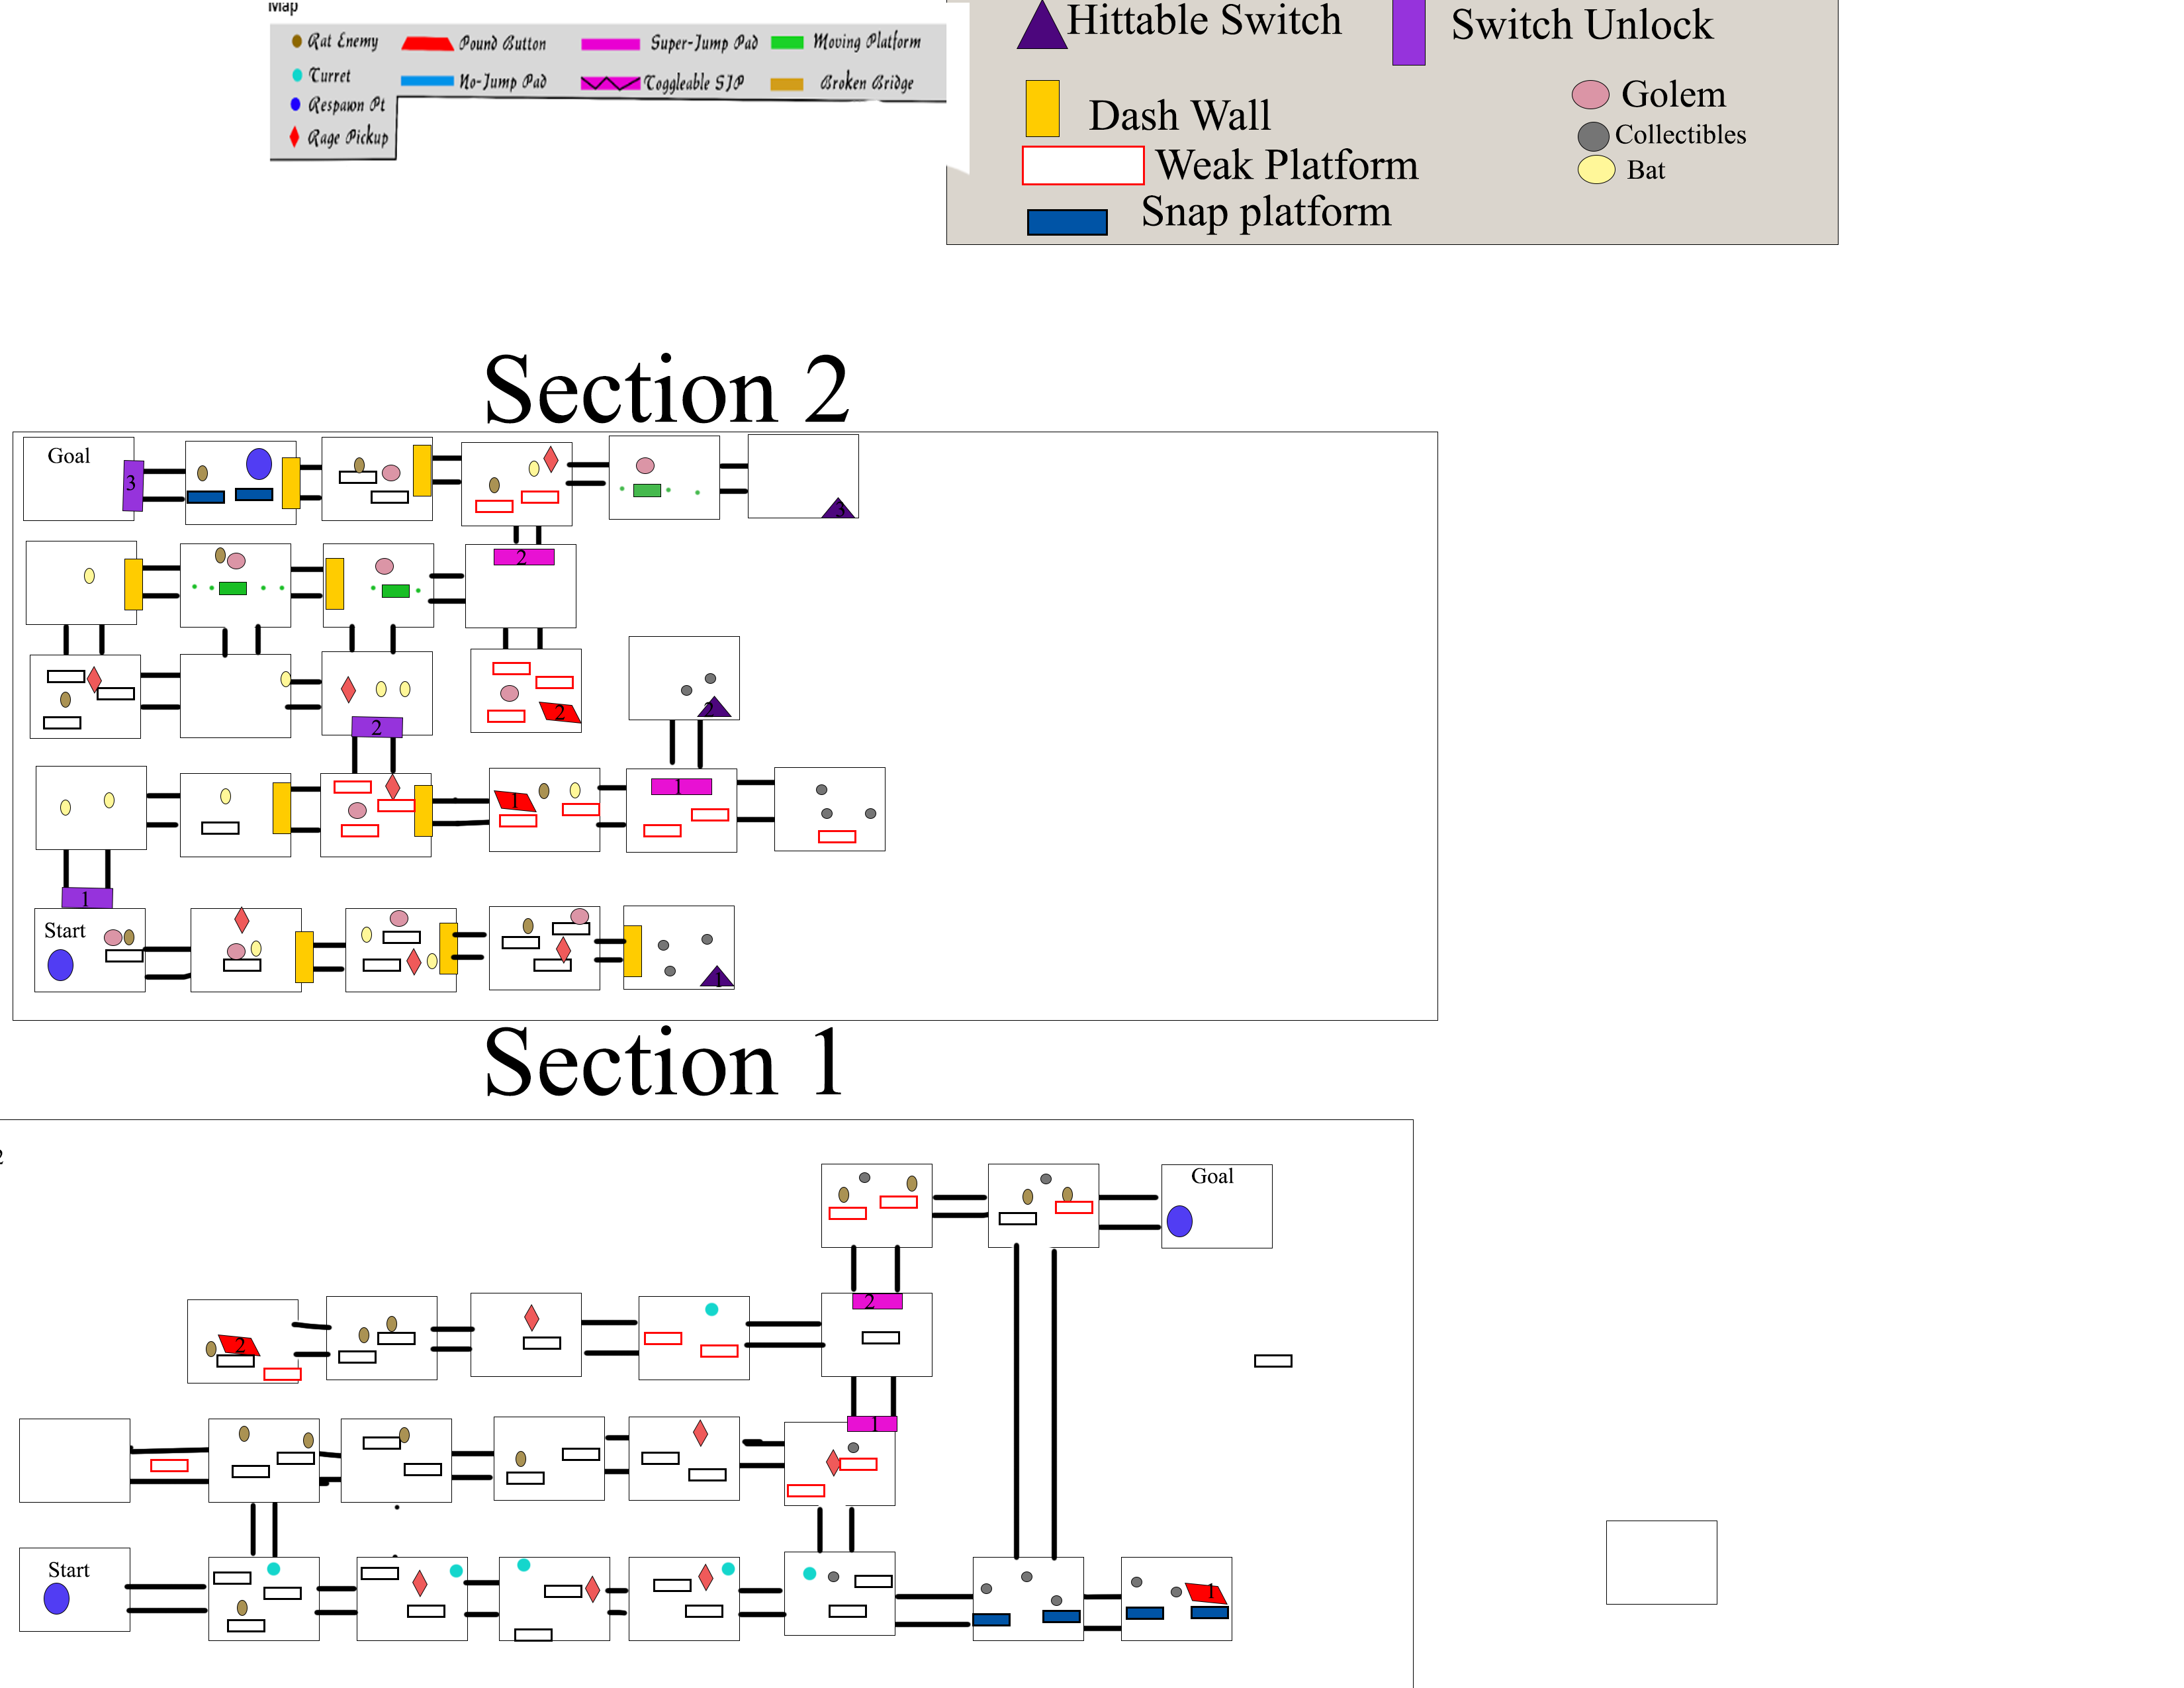 Map
Rat Enemy
Pound Button
Super-Jump Pad
Moving Platform
Turret
No-Jump Pad
Toggleable SJP
Broken Bridge
Respawn Pt
Rage Pickup
Hittable Switch
Switch Unlock
Dash Wall
Golem
Collectibles
Weak Platform
Bat
Snap platform
Section 2
Goal
3
3
2
2
2
2
1
1
1
Start
1
Section 1
2
Goal
2
2
1
Start
1